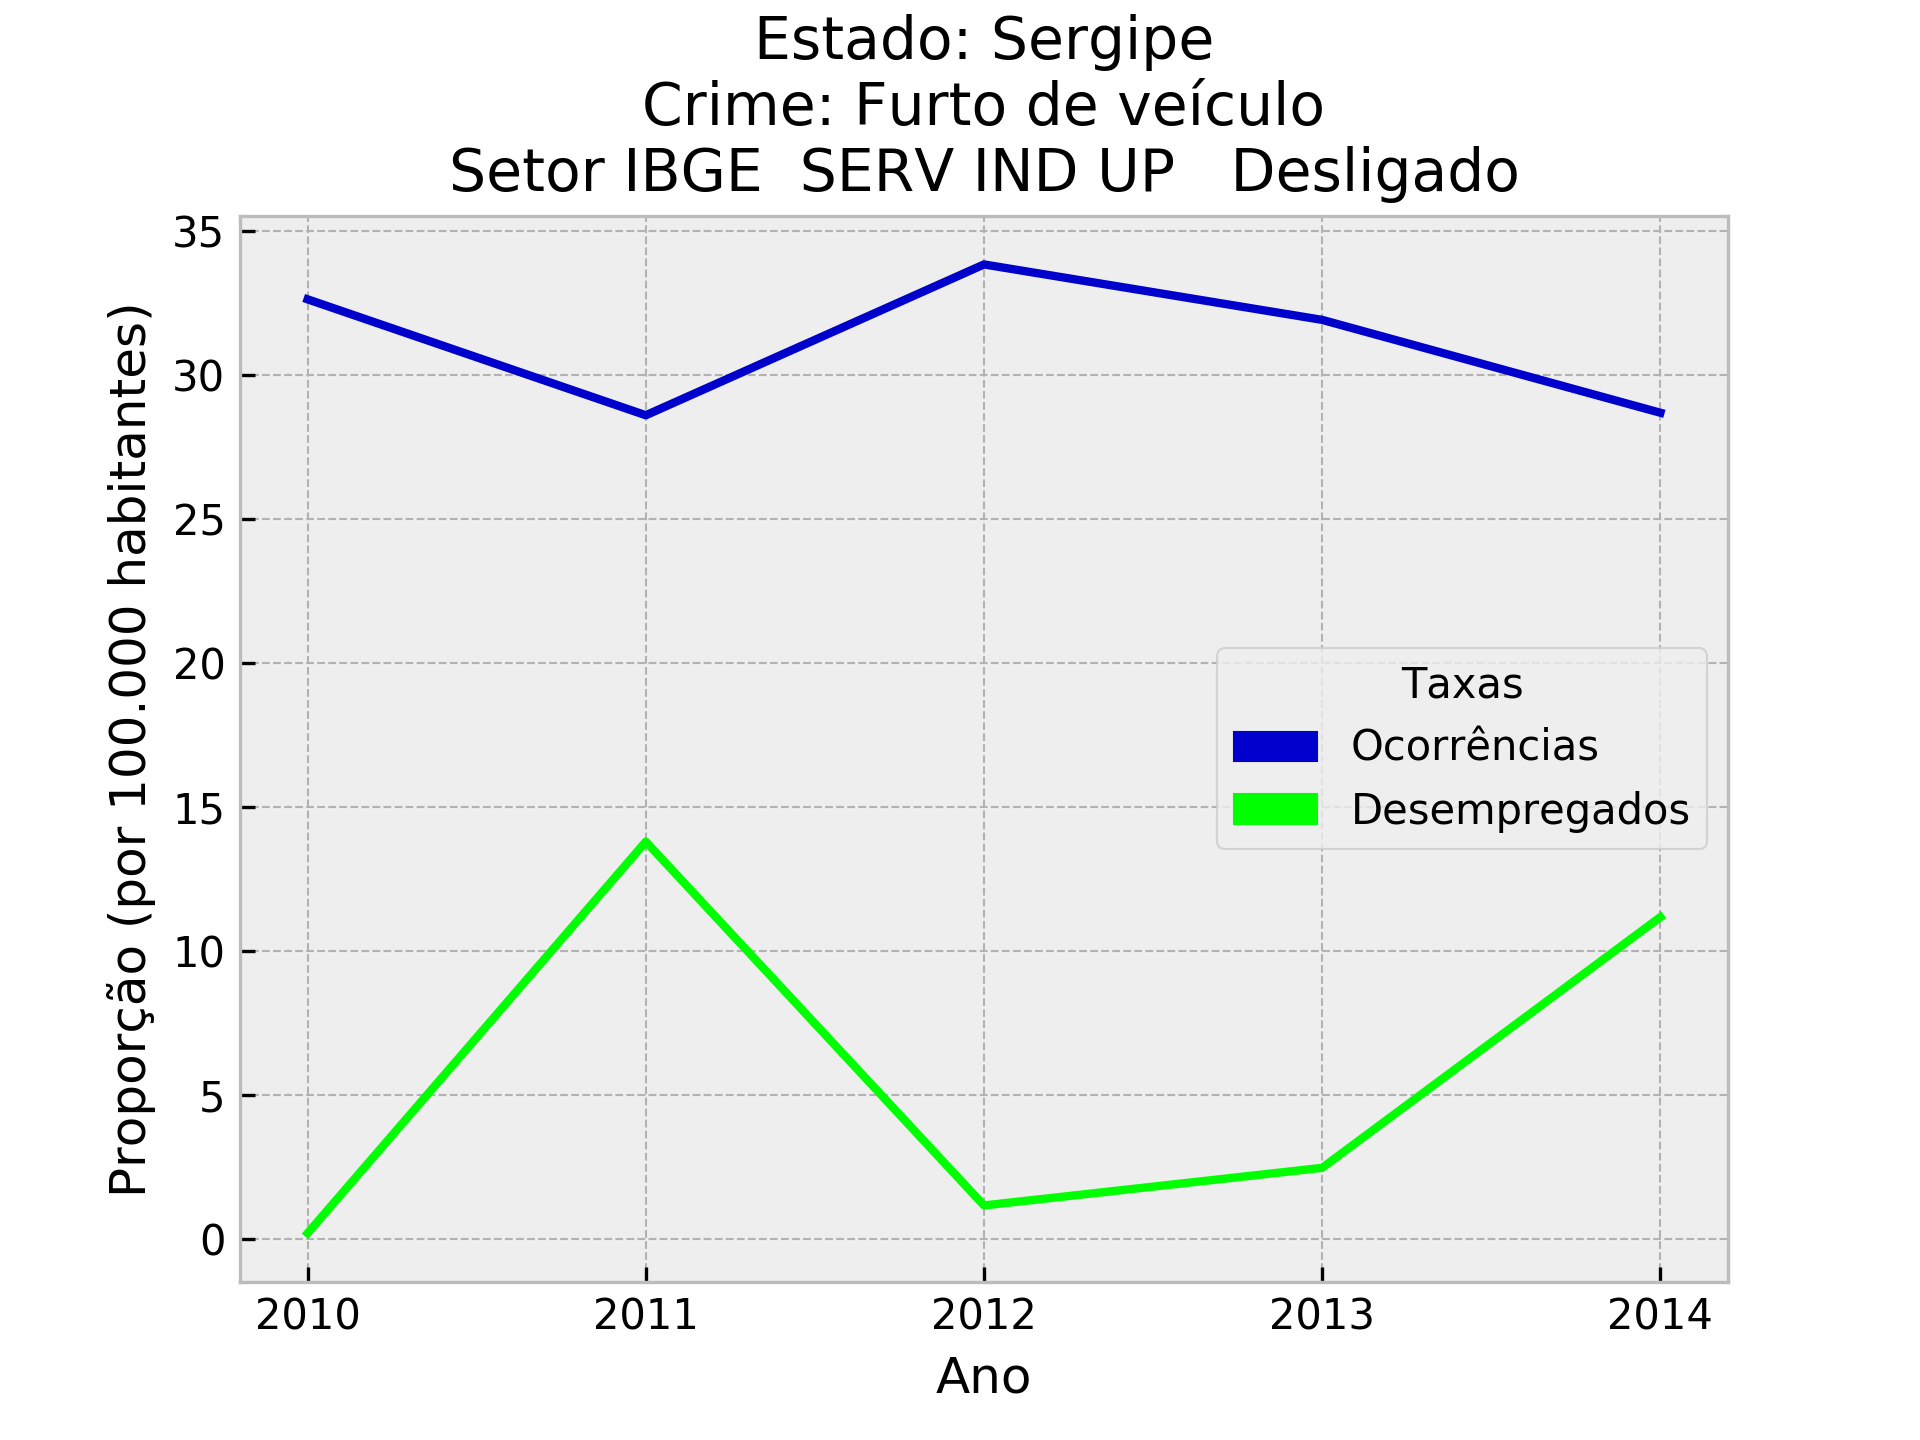 Estado: Sergipe
Crime: Furto de veículo
Setor IBGE  SERV IND UP   Desligado
Proporção (por 100.000 habitantes)
35
30
25
20
15
10
5
0
Taxas
Ocorrências
Desempregados
2010 2011 2012 2013 2014
Ano